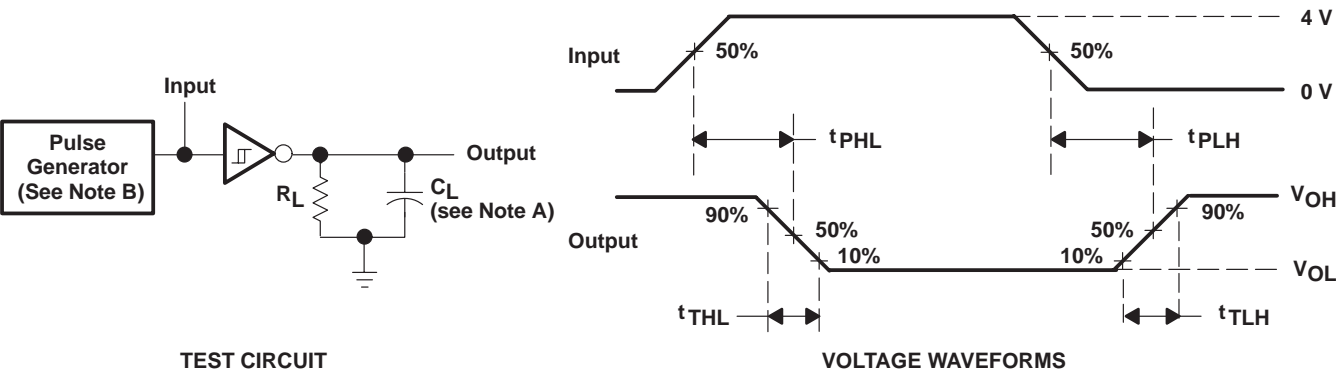 Input
Pulse
Generator
(See Note B)
Output
RL
CL
(see Note A)
TEST CIRCUIT
4 V
Input
50%
50%
0 V
tPHL
tPLH
VOH
90%
90%
Output
50%
50%
10%
10%
VOL
tTHL
tTLH
VOLTAGE WAVEFORMS